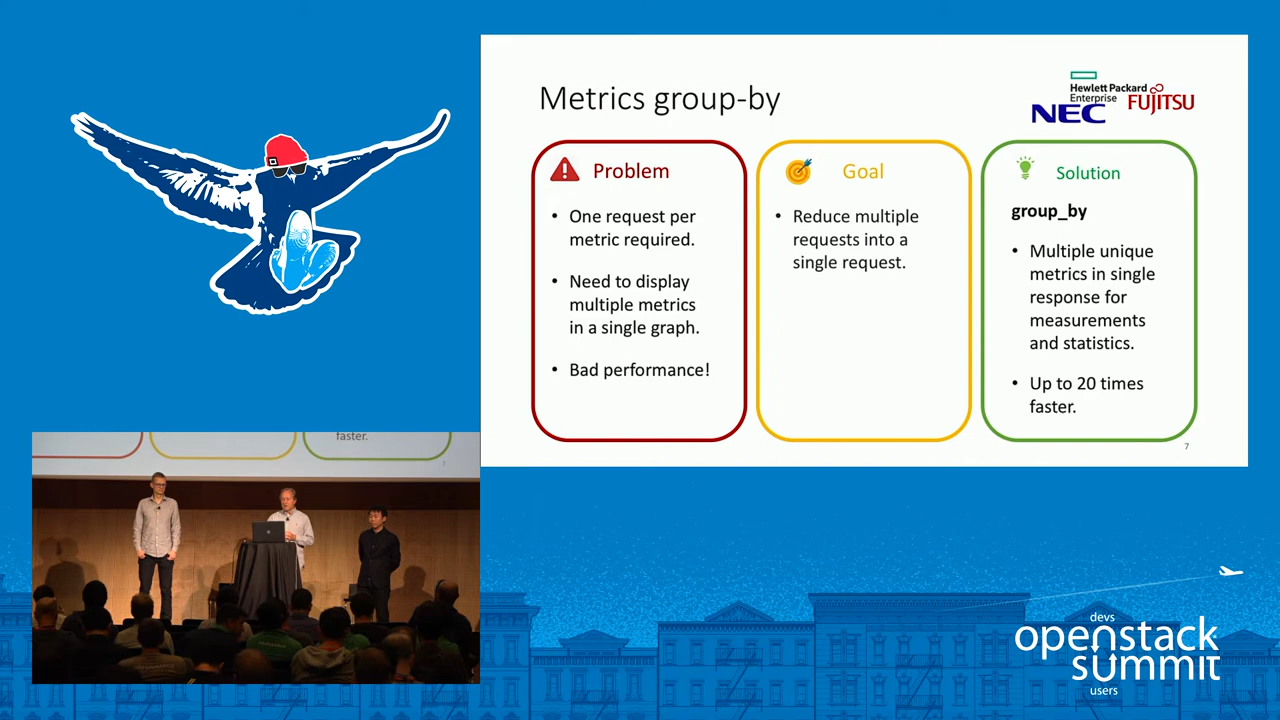 Metrics group-by
Hewlett Packard
Enterprise
NEC
FUJITSU
Problem
• One request per
metric required.
• Need to display
multiple metrics
in a single graph.
• Bad performance!
Goal
• Reduce multiple
requests into a
single request.
Solution
group_by
• Multiple unique
metrics in single
response for
measurements
and statistics.
• Up to 20 times
faster.
7
faster.
devs
openstack
summit
users